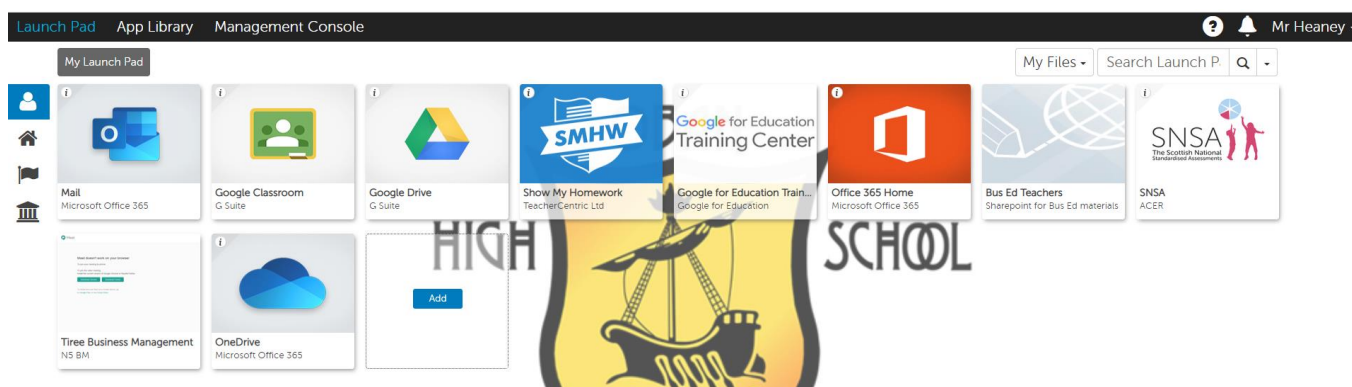 Launch Pad App Library Management Console ? Mr Heaney
My Launch Pad My Files Search Launch P
SMHW
Google for Education
Training Center
SNSA
The Scottish National
Standardised Assessments
Mail Google Classroom Google Drive Show My Homework Google for Education Train... Office 365 Home Bus Ed Teachers SNSA
Microsoft Office 365 G Suite G Suite TeacherCentric Ltd Google for Education Microsoft Office 365 Sharepoint for Bus Ed materials ACER
HIGH SCHOOL
Add
Tiree Business Management OneDrive
N5 BM Microsoft Office 365